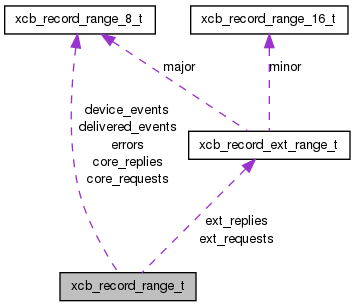 xcb_record_range_8_t
xcb_record_range_16_t
major
minor
device_events
delivered_events
errors
core_replies
core_requests
xcb_record_ext_range_t
ext_replies
ext_requests
xcb_record_range_t